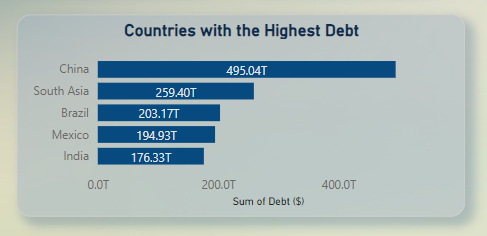 Countries with the Highest Debt
China 495.04T
South Asia 259.40T
Brazil 203.17T
Mexico 194.93T
India 176.33T
0.0T 200.0T 400.0T
Sum of Debt ($)